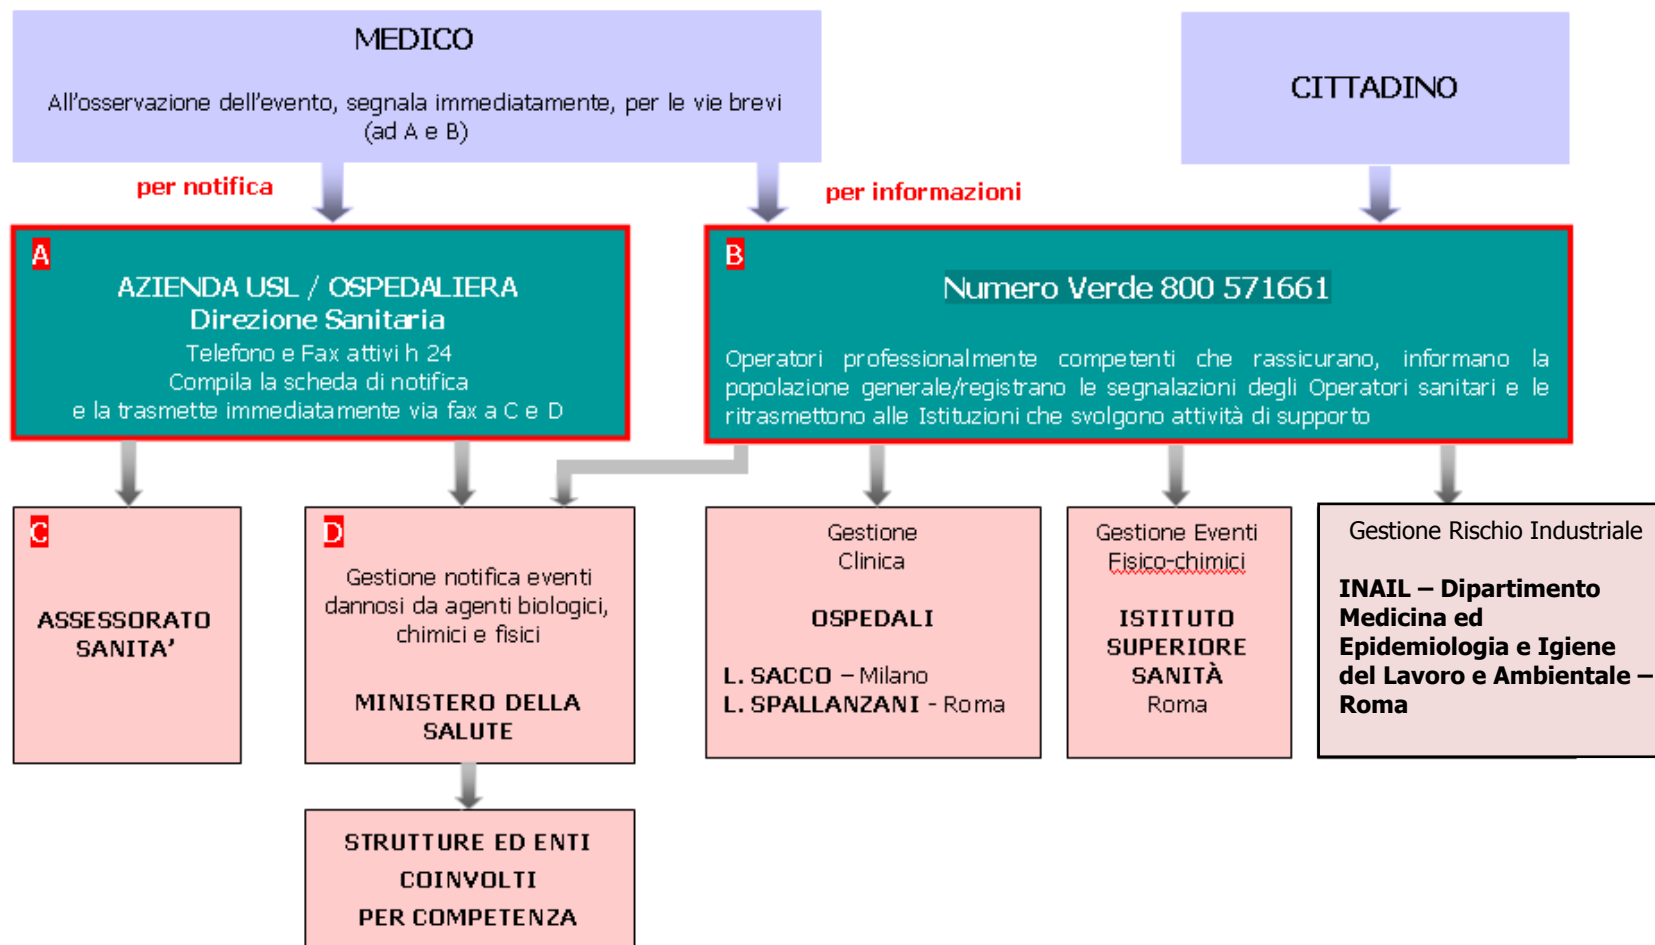 MEDICO
All'osservazione dell'evento, segnala immediatamente, per le vie brevi
(ad A e B)
CITTADINO
per notifica
per informazioni
A
AZIENDA USL / OSPEDALIERA
Direzione Sanitaria
Telefono e Fax attivi h 24
Compila la scheda di notifica
e la trasmette immediatamente via fax a C e D
B
Numero Verde 800 571661
Operatori professionalmente competenti che rassicurano, informano la
popolazione generale/registrano le segnalazioni degli Operatori sanitari e le
ritrasmettono alle Istituzioni che svolgono attività di supporto
C
ASSESSORATO
SANITA'
D
Gestione notifica eventi
dannosi da agenti biologici,
chimici e fisici
MINISTERO DELLA
SALUTE
Gestione
Clinica
OSPEDALI
L. SACCO – Milano
L. SPALLANZANI - Roma
Gestione Eventi
Fisico-chimici
ISTITUTO
SUPERIORE
SANITÀ
Roma
Gestione Rischio Industriale
INAIL – Dipartimento
Medicina ed
Epidemiologia e Igiene
del Lavoro e Ambientale –
Roma
STRUTTURE ED ENTI
COINVOLTI
PER COMPETENZA